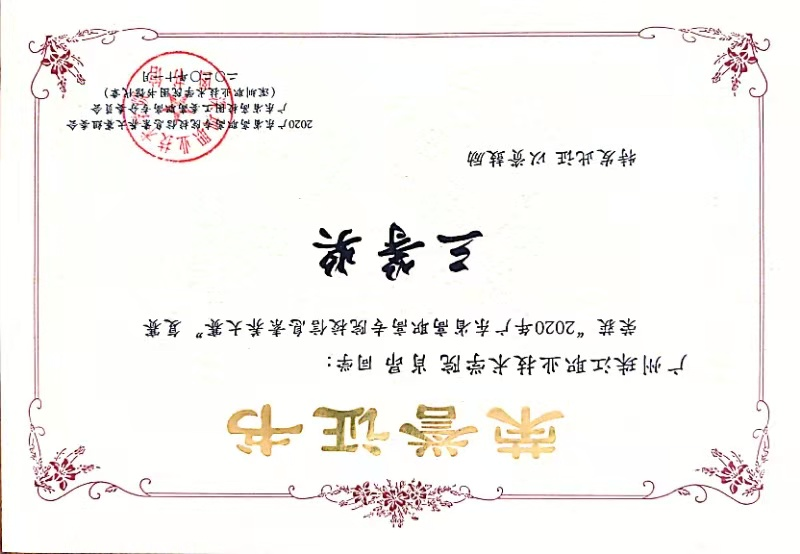 荣誉证书
广州珠江职业技术学院 肖昂 同学：
荣获“2020年广东省高职高专院校信息素养大赛”复赛
三等奖
特发此证 以资鼓励
2020广东省高职高专院校信息素养大赛组委会
广东省高校图工委高职高专分委员会
（深圳职业技术学院图书馆代章）
二〇二〇年十一月
职业技术